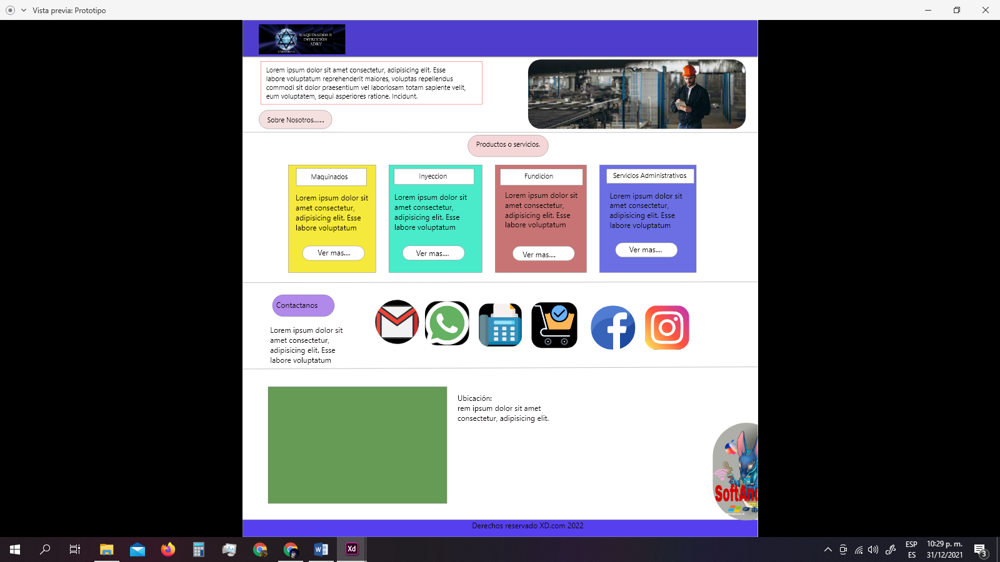 Vista previa: Prototipo
MAQUINADOS E
INYECCIÓN
ADRY
Lorem ipsum dolor sit amet consectetur, adipisicing elit. Esse
labore voluptatum reprehenderit maiores, voluptas repellendus
commodi sit dolor praesentium vel laboriosam totam sapiente velit,
eum voluptatem, sequi asperiores ratione. Incidunt.
Sobre Nosotros.......
Productos o servicios.
Maquinados
Lorem ipsum dolor sit
amet consectetur,
adipisicing elit. Esse
labore voluptatum
Ver mas....
Inyeccion
Lorem ipsum dolor sit
amet consectetur,
adipisicing elit. Esse
labore voluptatum
Ver mas....
Fundicion
Lorem ipsum dolor sit
amet consectetur,
adipisicing elit. Esse
labore voluptatum
Ver mas....
Servicios Administrativos
Lorem ipsum dolor sit
amet consectetur,
adipisicing elit. Esse
labore voluptatum
Ver mas....
Contactanos
Lorem ipsum dolor sit
amet consectetur,
adipisicing elit. Esse
labore voluptatum
Ubicación:
rem ipsum dolor sit amet
consectetur, adipisicing elit.
SoftAn
Derechos reservado XD.com 2022
Xd
ESP
ES
10:29 p. m.
31/12/2021
3